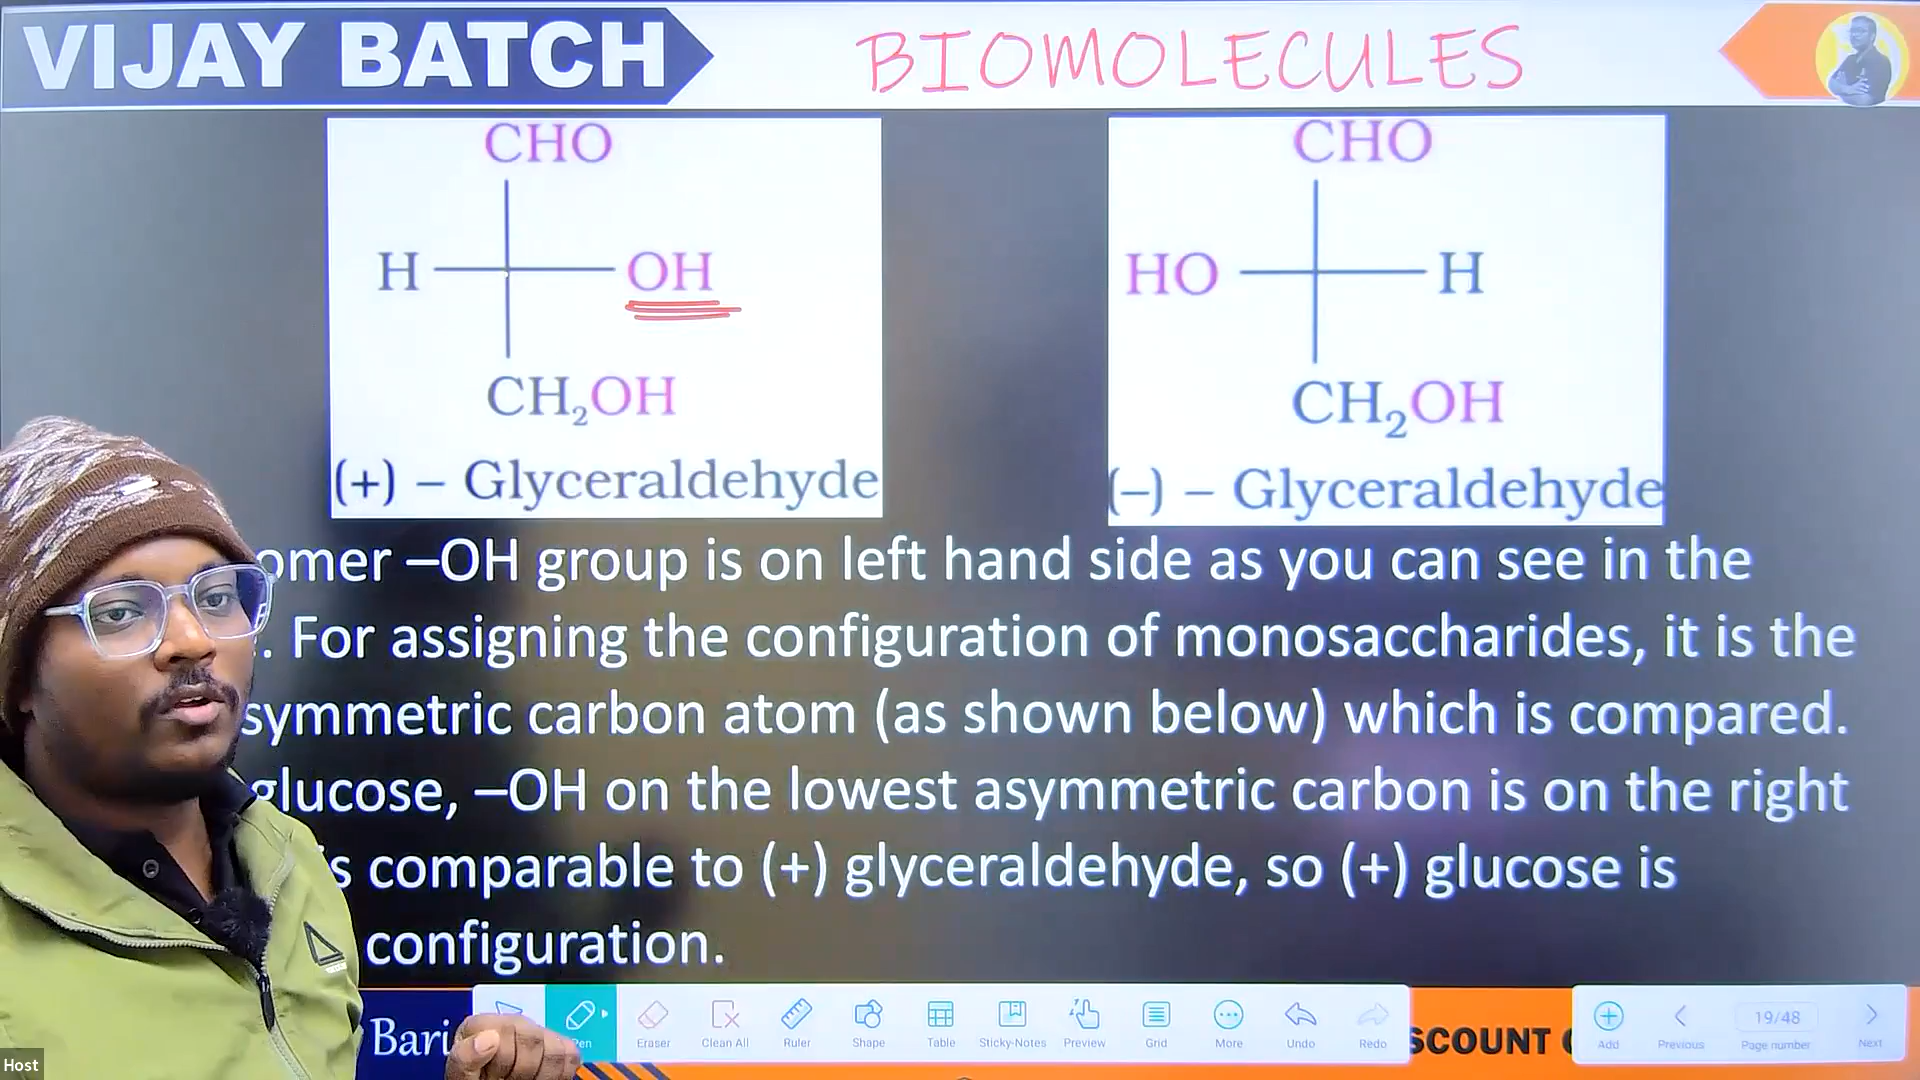 VIJAY BATCH
BIOMOLECULES
CHO
H
OH
CH₂OH
(+) – Glyceraldehyde
CHO
HO
H
CH₂OH
(–) – Glyceraldehyde
omer –OH group is on left hand side as you can see in the
. For assigning the configuration of monosaccharides, it is the
symmetric carbon atom (as shown below) which is compared.
glucose, –OH on the lowest asymmetric carbon is on the right
is comparable to (+) glyceraldehyde, so (+) glucose is
configuration.
Bari
SCOUNT
Pen
Eraser
Clean All
Ruler
Shape
Table
Sticky-Notes
Preview
Grid
More
Undo
Redo
Add
Previous
19/48
Page number
Next
Host